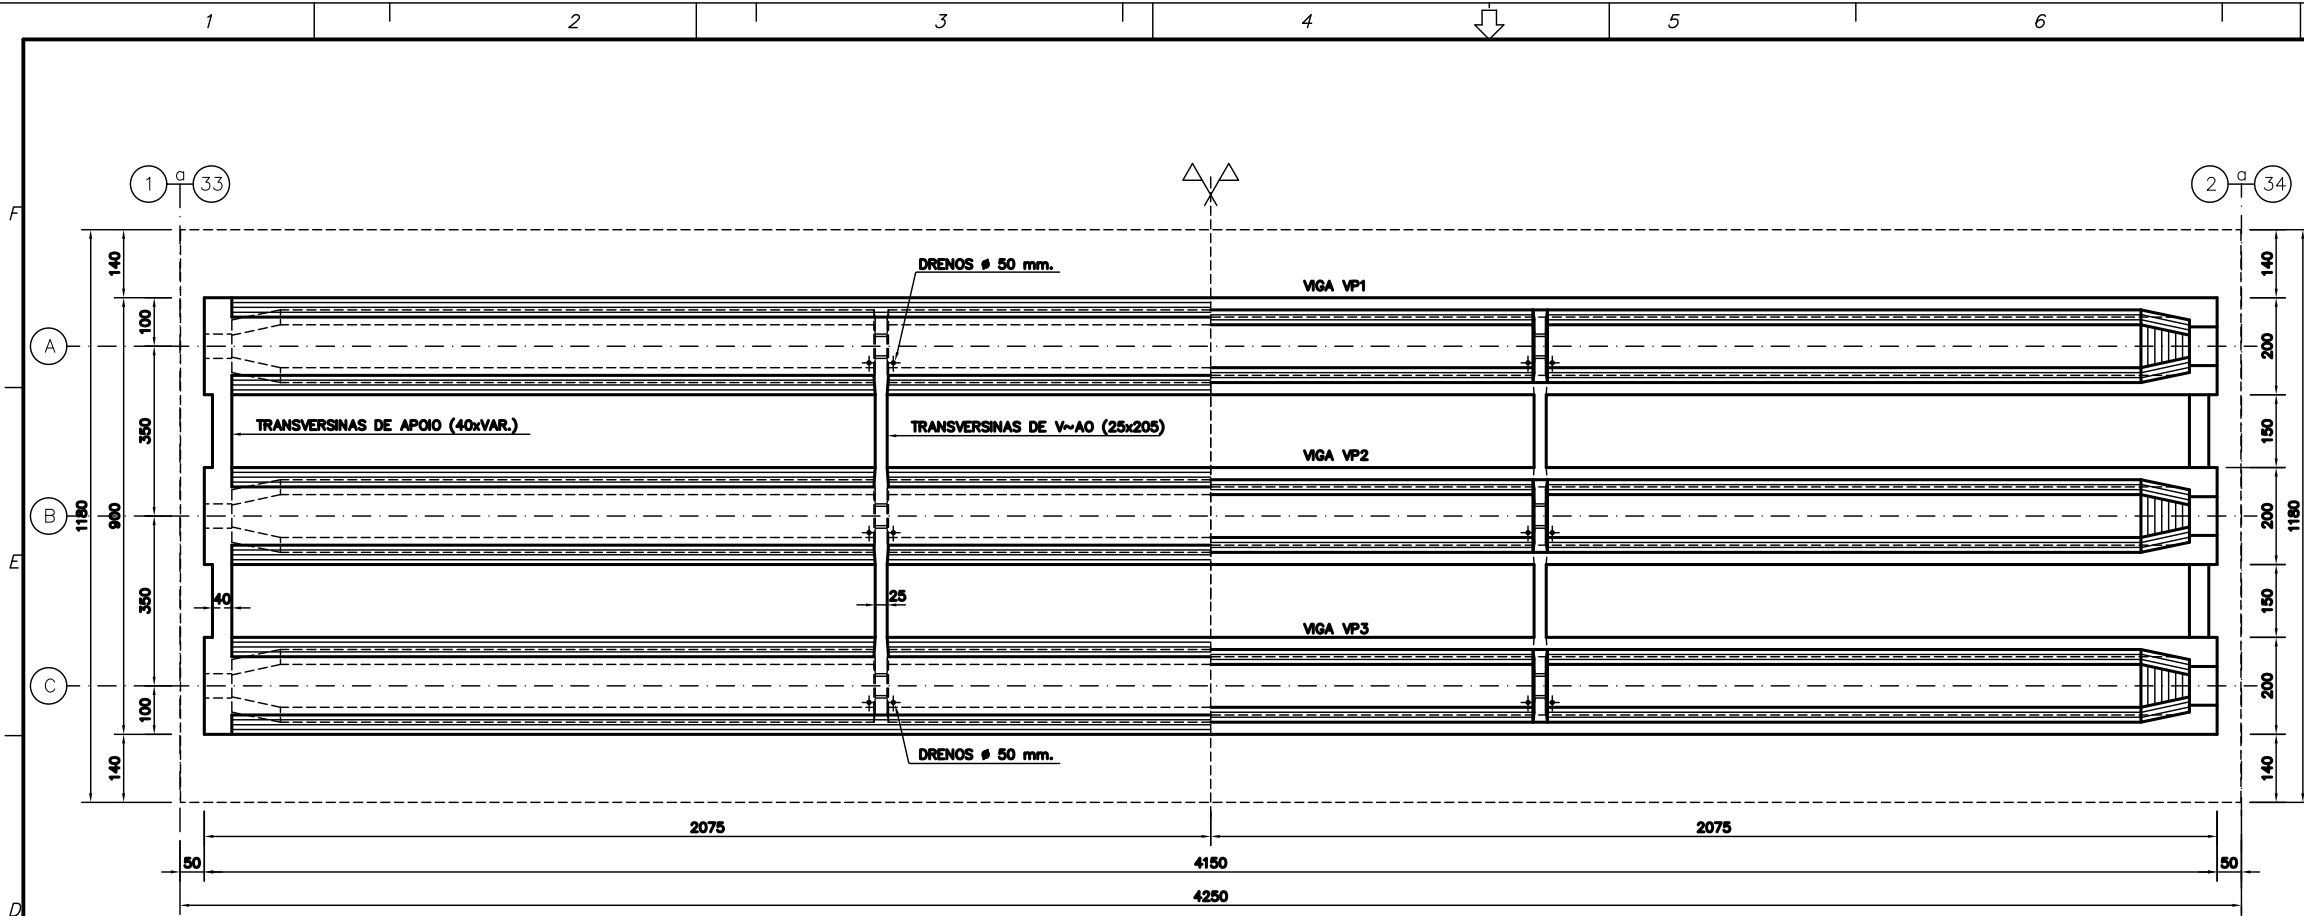 1 2 3 4 5 6
F
E
D
1 a 33
2 a 34
DRENOS ø 50 mm.
VIGA VP1
A
TRANSVERSINAS DE APOIO (40xVAR.)
TRANSVERSINAS DE V~AO (25x205)
VIGA VP2
B
40
25
VIGA VP3
C
DRENOS ø 50 mm.
1180
140
900
140
100
350
350
100
140
200
150
200
150
200
140
1180
2075 2075
50 4150 50
4250